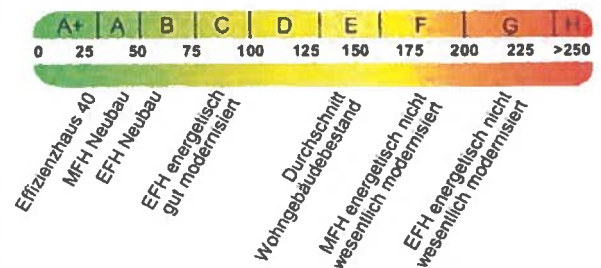 A+ A B C D E F G H
0 25 50 75 100 125 150 175 200 225 >250
Effizienzhaus 40
MFH Neubau
EFH Neubau
EFH energetisch
gut modernisiert
Durchschnitt
Wohngebäudebestand
MFH energetisch nicht
wesentlich modernisiert
EFH energetisch nicht
wesentlich modernisiert